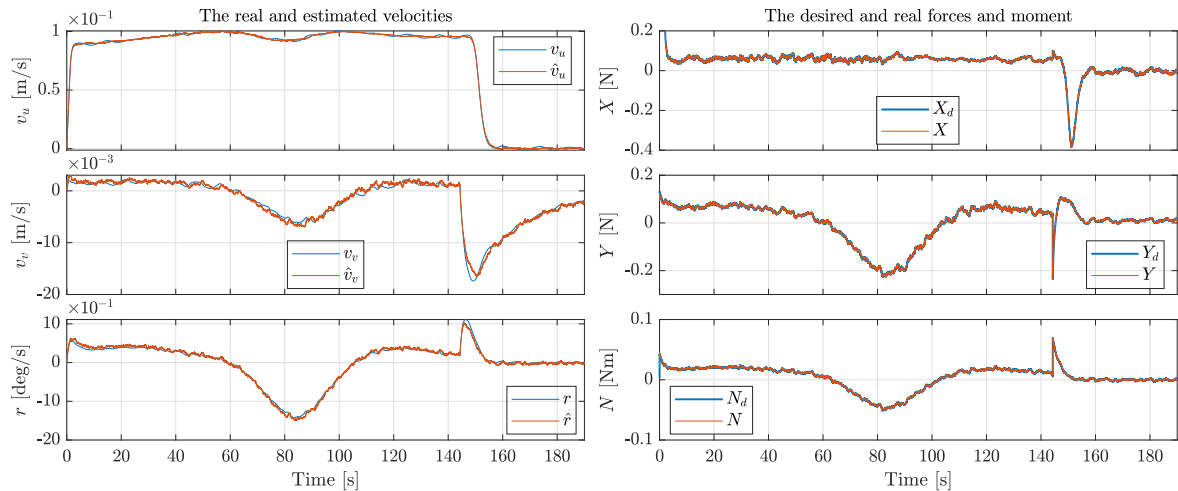 The real and estimated velocities
×10⁻¹
1
0.5
0
v_u [m/s]
v_u
v̂_u
×10⁻³
0
-10
-20
v_v [m/s]
v_v
v̂_v
×10⁻¹
10
0
-10
-20
r [deg/s]
r
r̂
0 20 40 60 80 100 120 140 160 180
Time [s]
The desired and real forces and moment
0.2
0
-0.2
-0.4
X [N]
X_d
X
0.2
0
-0.2
Y [N]
Y_d
Y
0.1
0
-0.1
N [Nm]
N_d
N
0 20 40 60 80 100 120 140 160 180
Time [s]